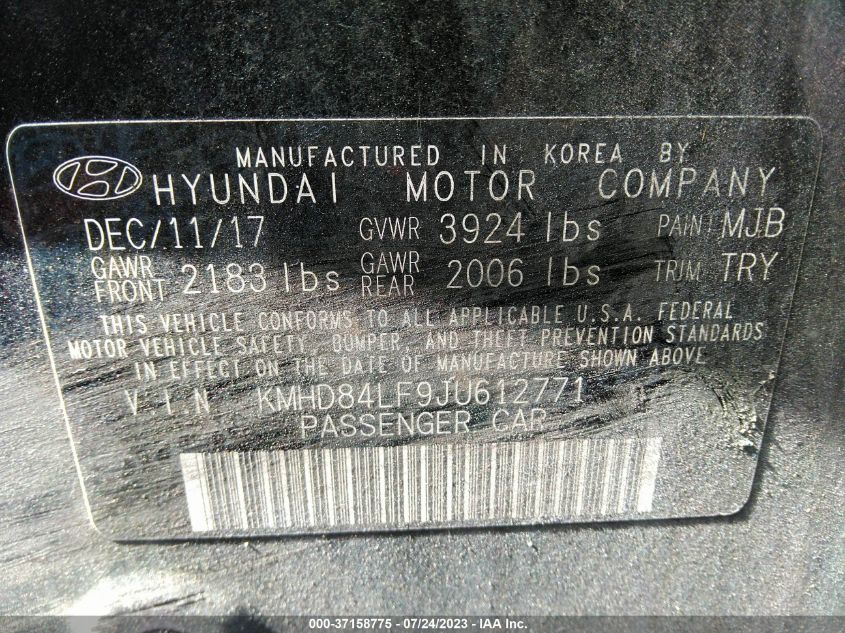 MANUFACTURED IN KOREA BY
HYUNDAI MOTOR COMPANY
DEC/11/17 GVWR 3924 lbs PAINT MJB
GAWR FRONT 2183 lbs GAWR REAR 2006 lbs TRIM TRY
THIS VEHICLE CONFORMS TO ALL APPLICABLE U.S.A. FEDERAL
MOTOR VEHICLE SAFETY, BUMPER, AND THEFT PREVENTION STANDARDS
IN EFFECT ON THE DATE OF MANUFACTURE SHOWN ABOVE.
VIN KMHD84LF9JU612771
PASSENGER CAR
000-37158775 - 07/24/2023 - IAA Inc.